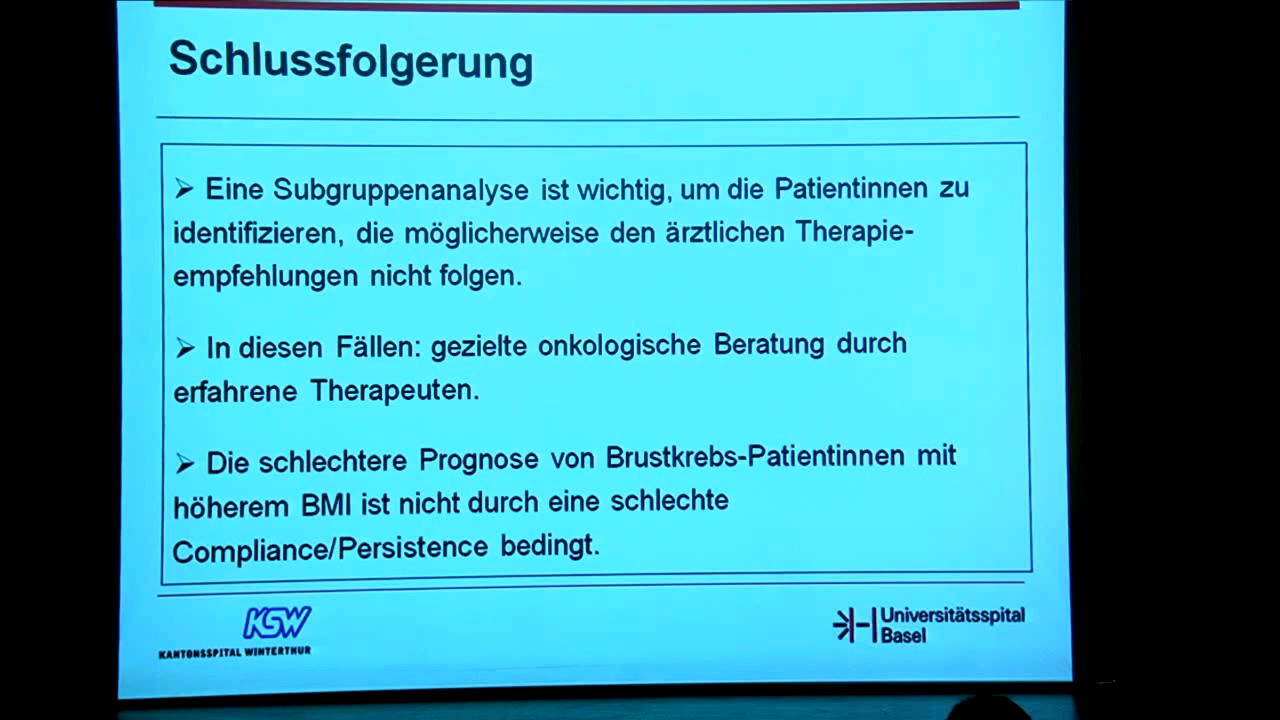 Schlussfolgerung
➢ Eine Subgruppenanalyse ist wichtig, um die Patientinnen zu
identifizieren, die möglicherweise den ärztlichen Therapie-
empfehlungen nicht folgen.
➢ In diesen Fällen: gezielte onkologische Beratung durch
erfahrene Therapeuten.
➢ Die schlechtere Prognose von Brustkrebs-Patientinnen mit
höherem BMI ist nicht durch eine schlechte
Compliance/Persistence bedingt.
KSW
KANTONSSPITAL WINTERTHUR
Universitätsspital
Basel